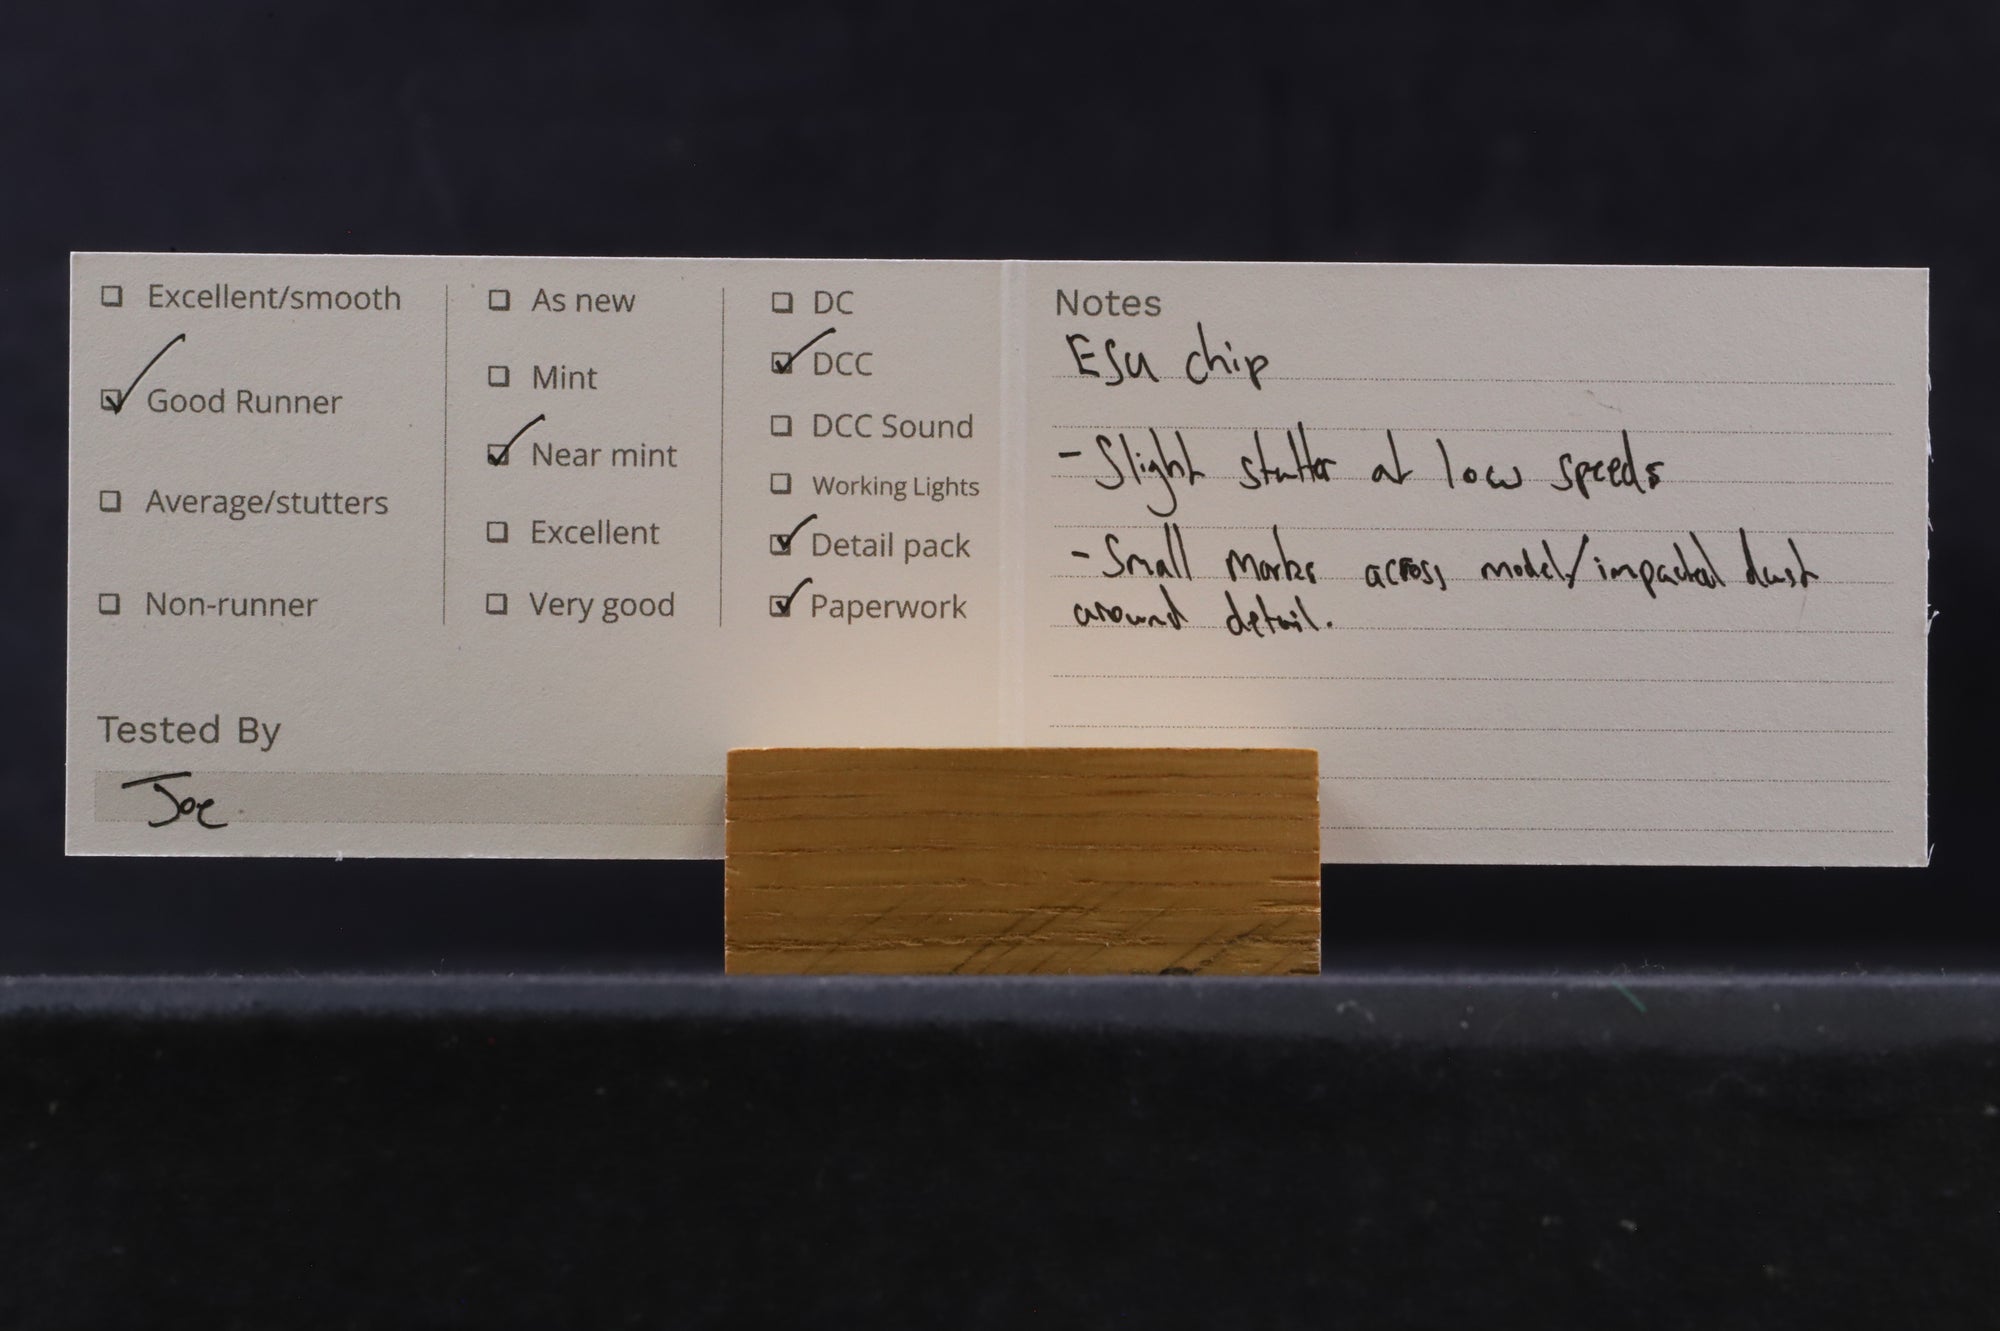 ☐ Excellent/smooth
☑ Good Runner
☐ Average/stutters
☐ Non-runner
☐ As new
☐ Mint
☑ Near mint
☐ Excellent
☐ Very good
☐ DC
☑ DCC
☐ DCC Sound
☐ Working Lights
☑ Detail pack
☑ Paperwork
Tested By
Joe
Notes
ESU chip
- Slight stutter at low speeds
- Small marks across model/impacted dust
around detail.